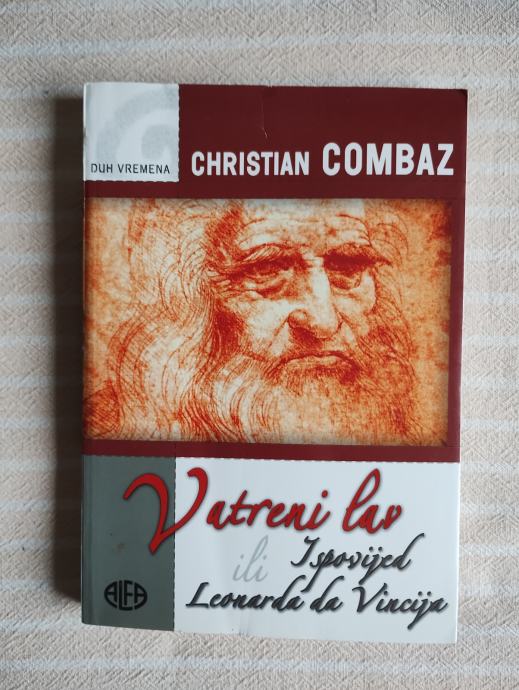 DUH VREMENA
CHRISTIAN COMBAZ
Vatreni lav
ili
Ispovijed
Leonarda da Vincija
ALFA